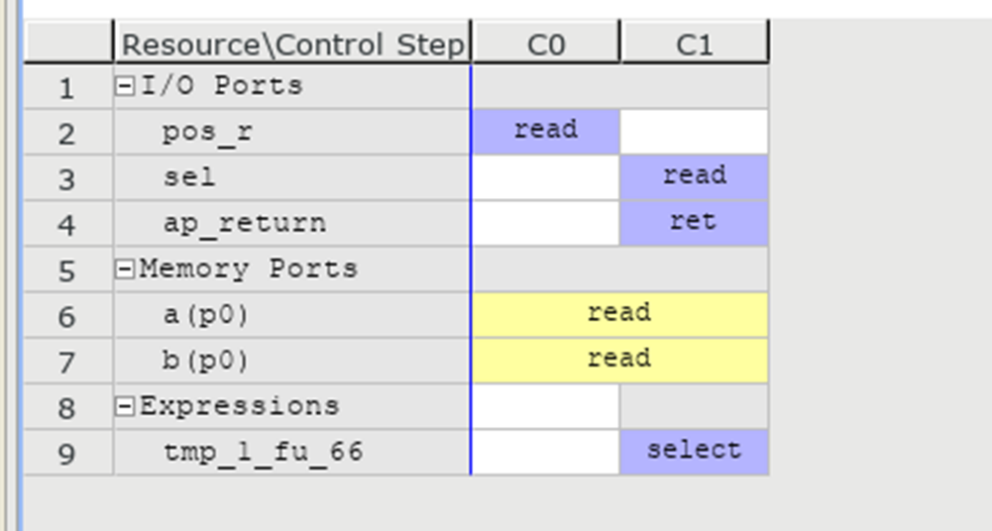 Resource\Control Step C0 C1
1 I/O Ports
2 pos_r read
3 sel read
4 ap_return ret
5 Memory Ports
6 a(p0) read
7 b(p0) read
8 Expressions
9 tmp_1_fu_66 select